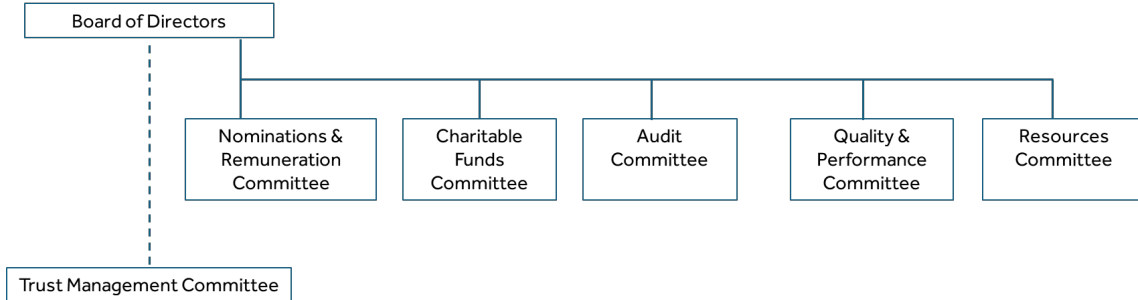 Board of Directors
Nominations &
Remuneration
Committee
Charitable
Funds
Committee
Audit
Committee
Quality &
Performance
Committee
Resources
Committee
Trust Management Committee